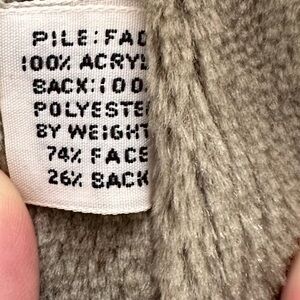 PILE:FAC
100% ACRYL
BACK:100
POLYESTE
BY WEIGHT
74% FACE
26% BACK